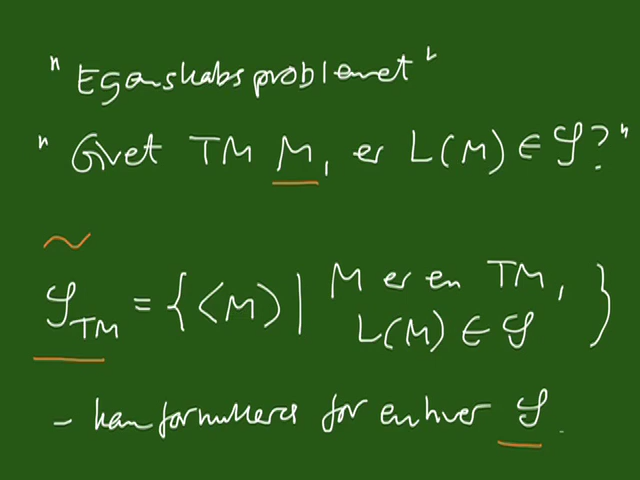 "Egenskabsproblemet"
"Givet TM M, er L(M) ∈ 𝒮?"
𝒮_TM = {<M> | M er en TM,
L(M) ∈ 𝒮 }
- kan formuleres for enhver 𝒮.